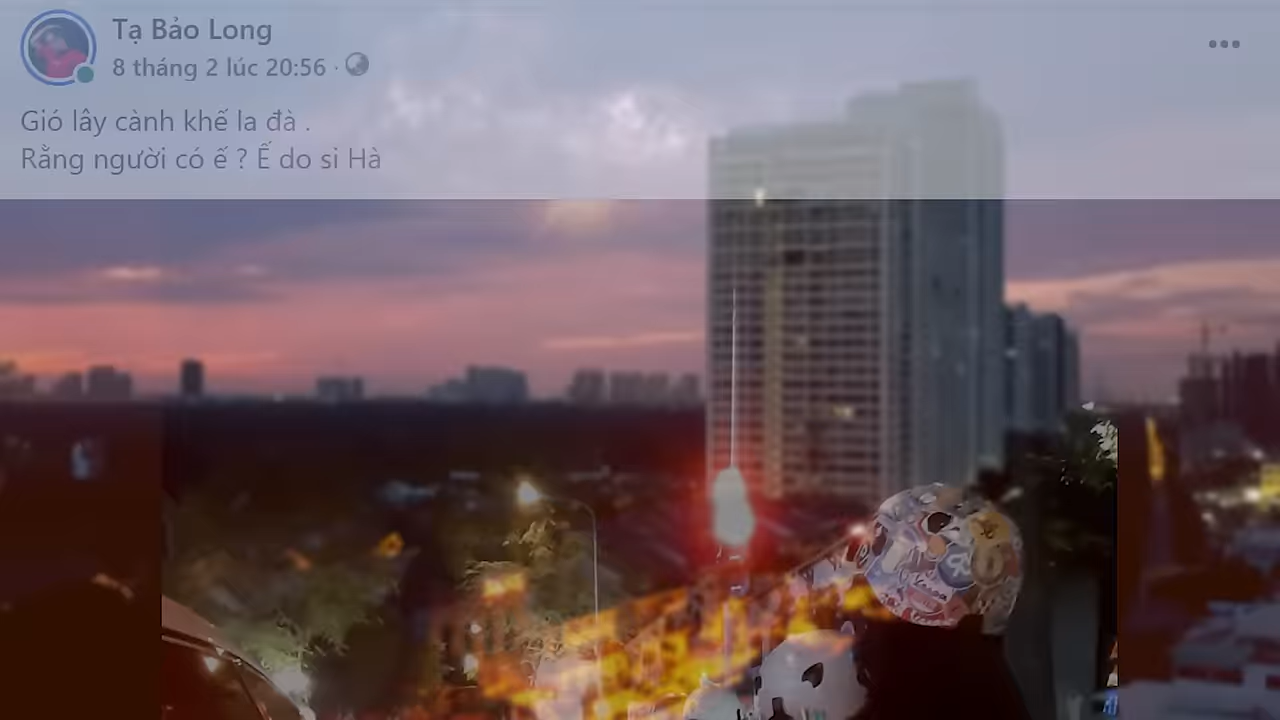 Tạ Bảo Long
8 tháng 2 lúc 20:56 ·
Gió lây cành khế la đà .
Rằng người có ế ? Ế do sì Hà